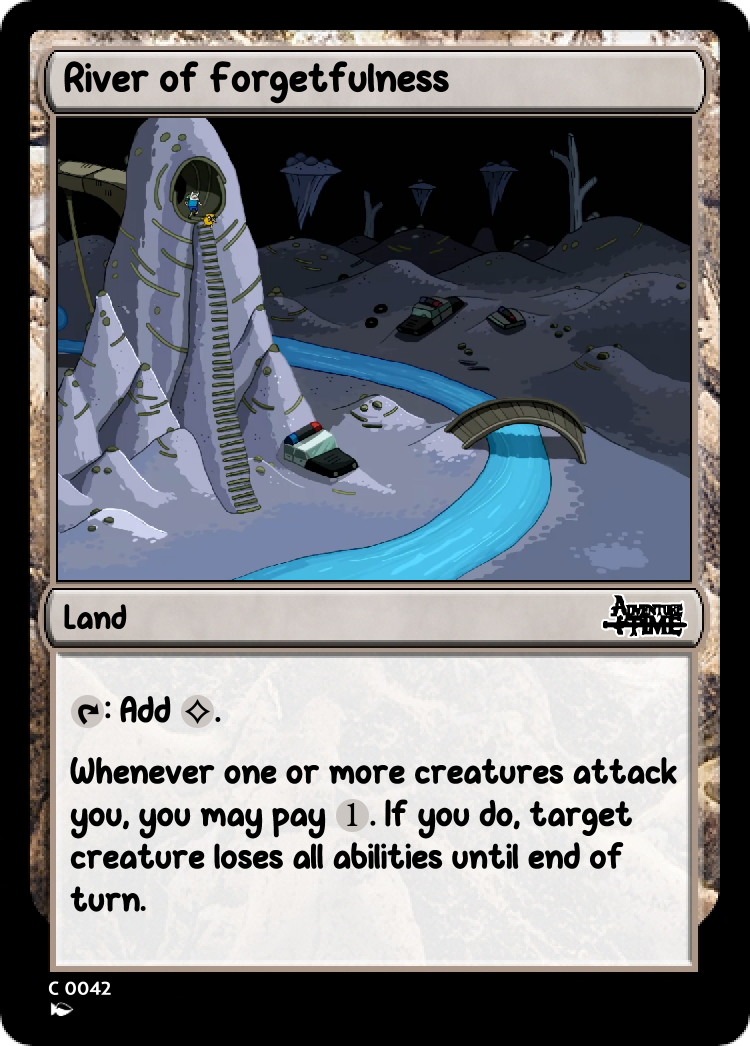 River of Forgetfulness
Land
ADVENTURE
TIME
: Add .
Whenever one or more creatures attack
you, you may pay 1. If you do, target
creature loses all abilities until end of
turn.
C 0042